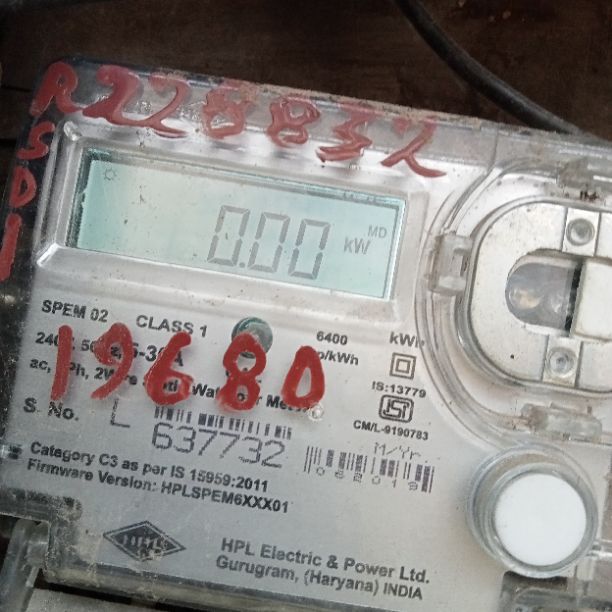 R228832
SD1
MD
0.00 kW
SPEM 02 CLASS 1
6400 kWh
19680
IS:13779
CM/L-9190783
S. No. L
637732
M/Yr
Category C3 as per IS 15959:2011
Firmware Version: HPLSPEM6XXX01
HPL Electric & Power Ltd.
Gurugram, (Haryana) INDIA